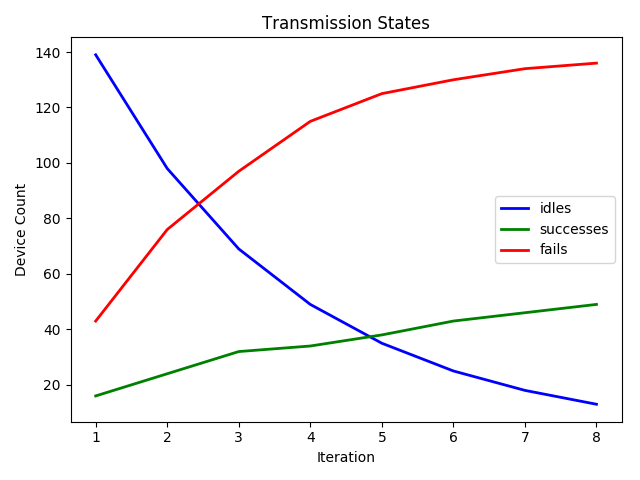 Transmission States
Device Count
140
120
100
80
60
40
20
idles
successes
fails
1 2 3 4 5 6 7 8
Iteration